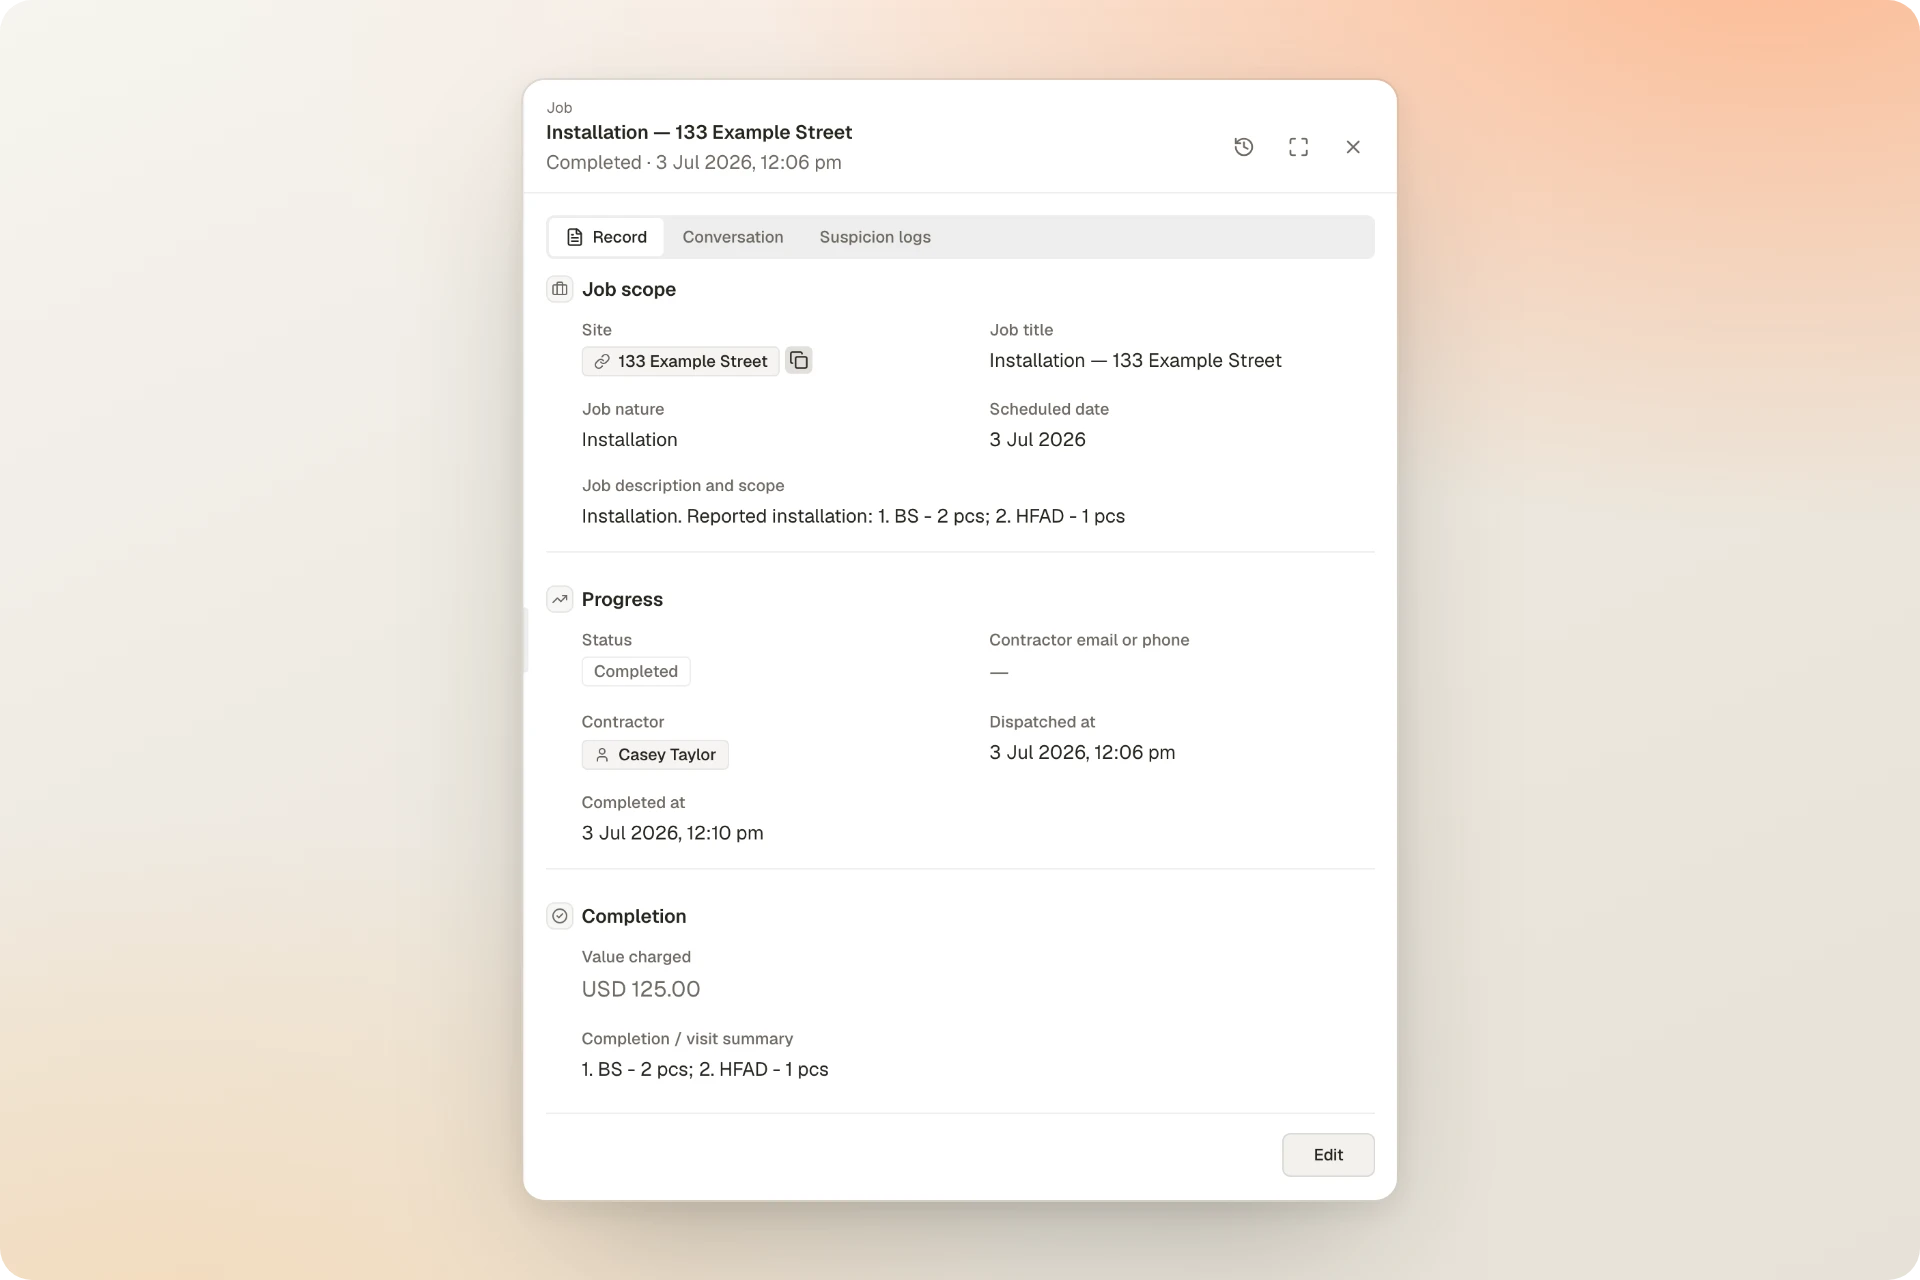 Job
Installation — 133 Example Street
Completed · 3 Jul 2026, 12:06 pm
Record
Conversation
Suspicion logs
Job scope
Site
Job title
133 Example Street
Installation — 133 Example Street
Job nature
Scheduled date
Installation
3 Jul 2026
Job description and scope
Installation. Reported installation: 1. BS - 2 pcs; 2. HFAD - 1 pcs
Progress
Status
Contractor email or phone
Completed
—
Contractor
Dispatched at
Casey Taylor
3 Jul 2026, 12:06 pm
Completed at
3 Jul 2026, 12:10 pm
Completion
Value charged
USD 125.00
Completion / visit summary
1. BS - 2 pcs; 2. HFAD - 1 pcs
Edit